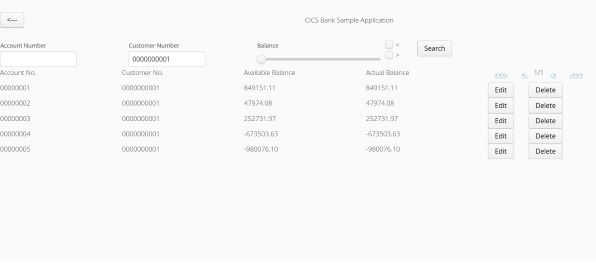 <---
CICS Bank Sample Application
Account Number Customer Number Balance <
0000000001 > Search
Account No. Customer No. Available Balance Actual Balance <<<- <- 1/1 -> ->>>
00000001 0000000001 849151.11 849151.11 Edit Delete
00000002 0000000001 47974.08 47974.08 Edit Delete
00000003 0000000001 252731.97 252731.97 Edit Delete
00000004 0000000001 -673503.63 -673503.63 Edit Delete
00000005 0000000001 -980076.10 -980076.10 Edit Delete